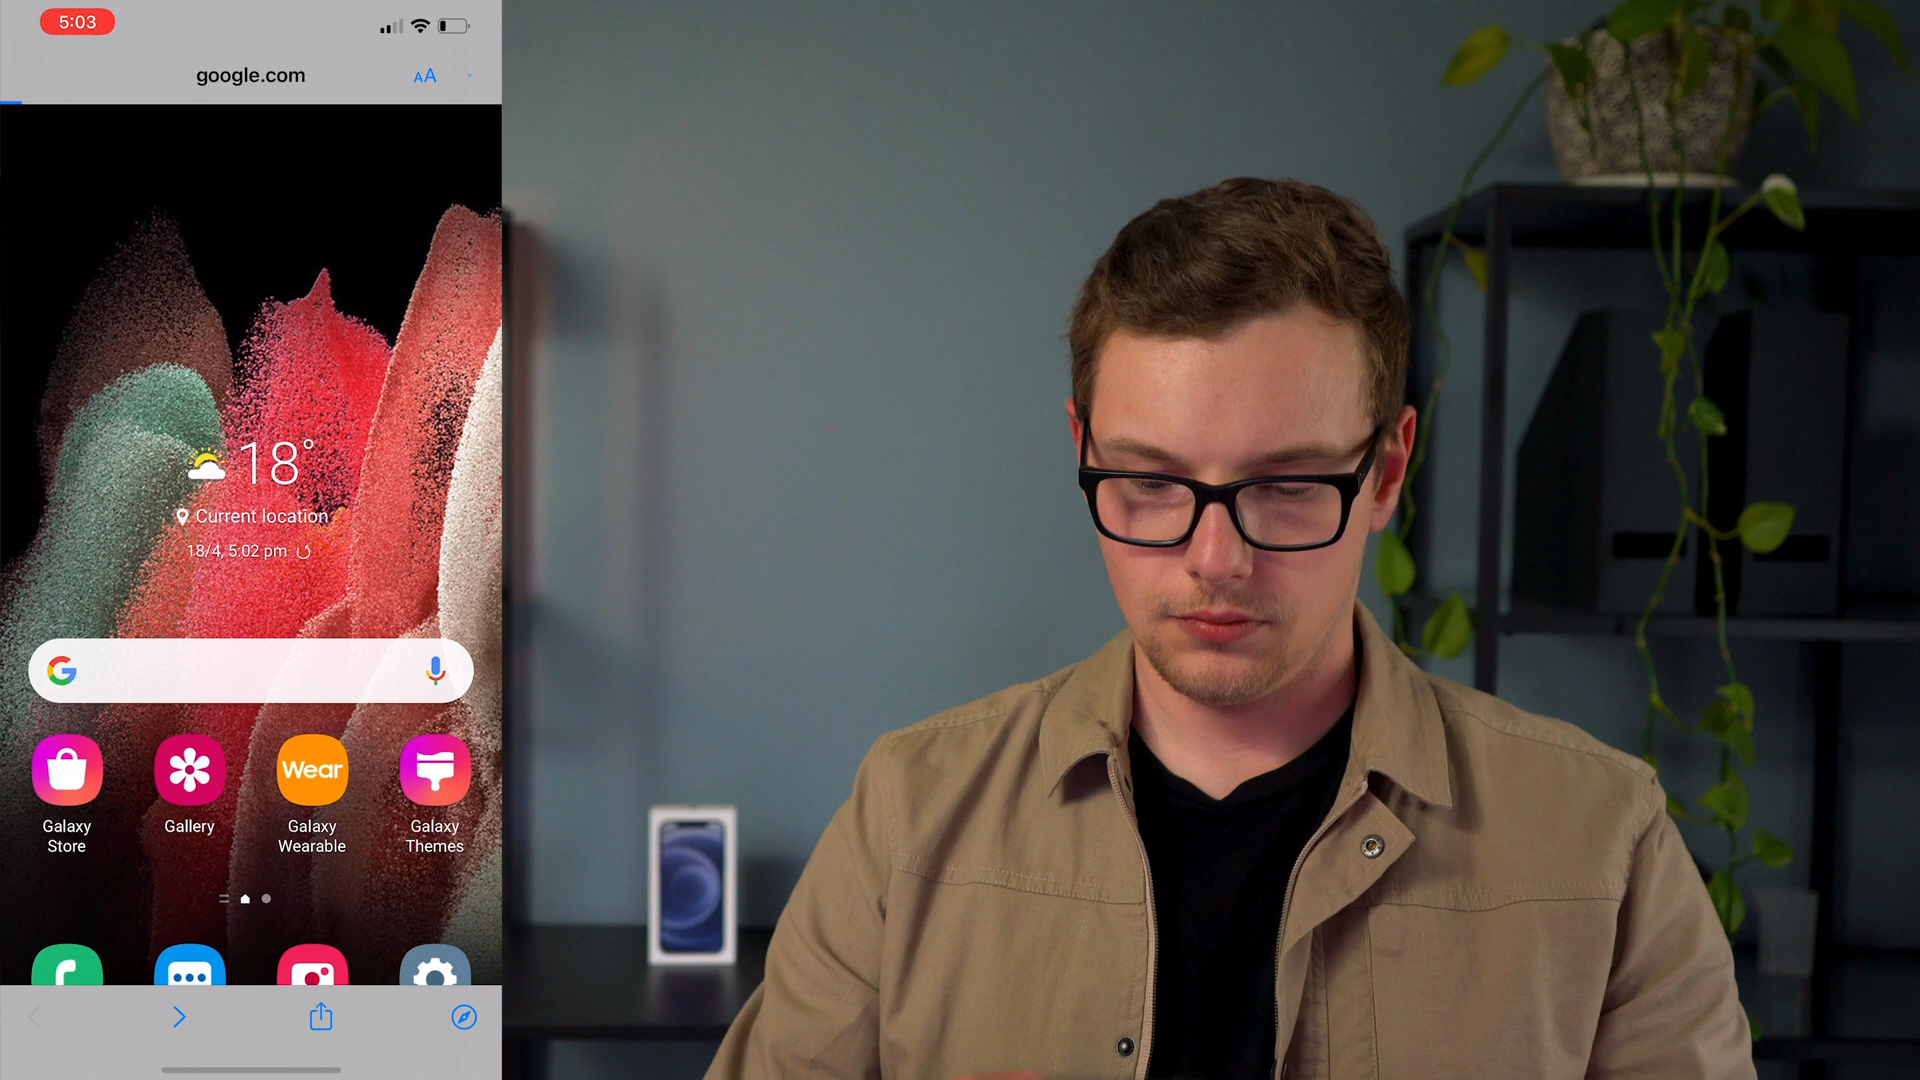 5:03
google.com
AA
18°
Current location
18/4, 5:02 pm
G
Wear
Galaxy
Store
Gallery
Galaxy
Wearable
Galaxy
Themes